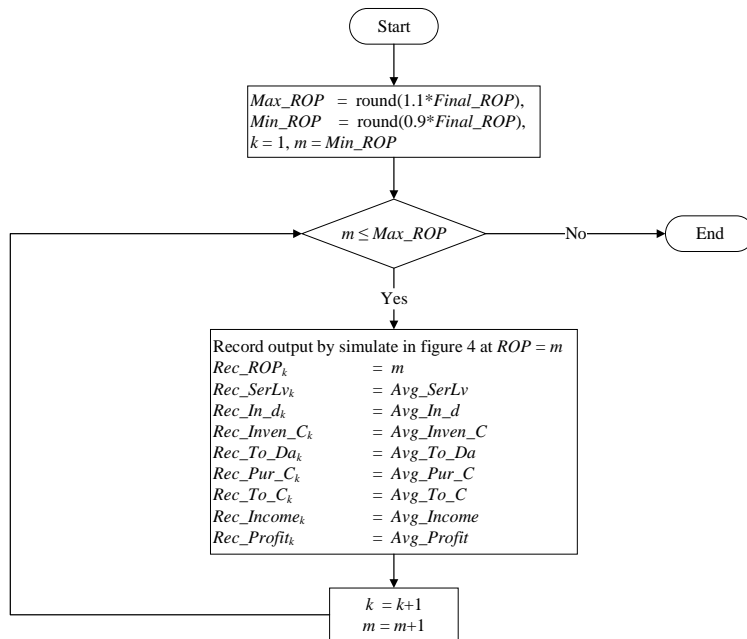 Start
Max_ROP = round(1.1*Final_ROP),
Min_ROP = round(0.9*Final_ROP),
k = 1, m = Min_ROP
m ≤ Max_ROP
No
End
Yes
Record output by simulate in figure 4 at ROP = m
Rec_ROPₖ = m
Rec_SerLvₖ = Avg_SerLv
Rec_In_dₖ = Avg_In_d
Rec_Inven_Cₖ = Avg_Inven_C
Rec_To_Daₖ = Avg_To_Da
Rec_Pur_Cₖ = Avg_Pur_C
Rec_To_Cₖ = Avg_To_C
Rec_Incomeₖ = Avg_Income
Rec_Profitₖ = Avg_Profit
k = k+1
m = m+1